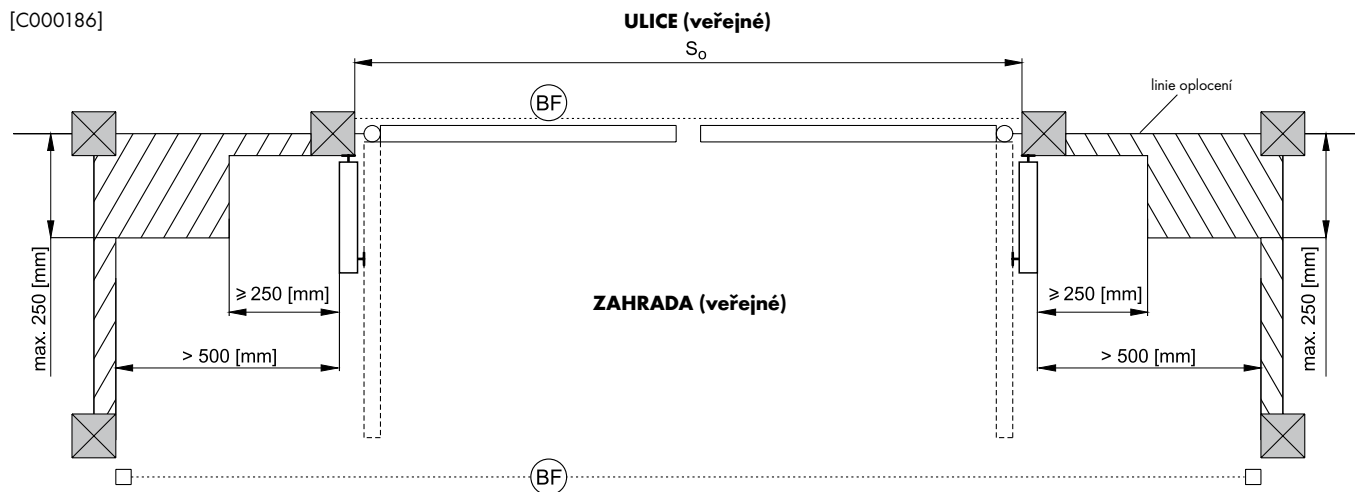 [C000186]
ULICE (veřejné)
So
BF
linie oplocení
max. 250 [mm]
⩾ 250 [mm]
> 500 [mm]
ZAHRADA (veřejné)
⩾ 250 [mm]
> 500 [mm]
max. 250 [mm]
BF